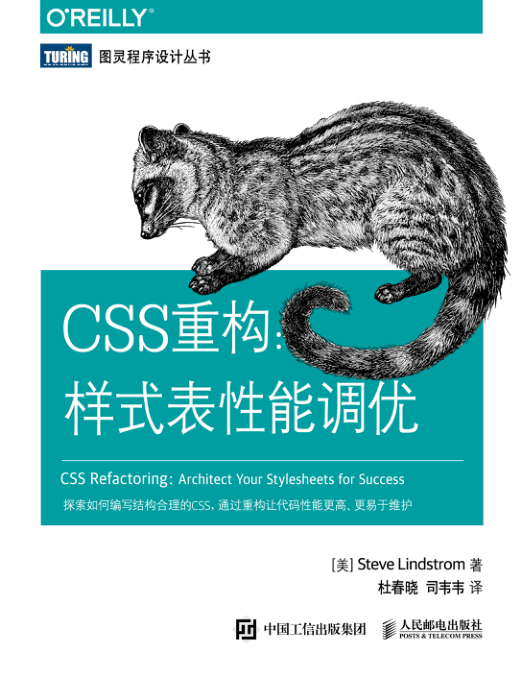 O'REILLY®
TURING 图灵程序设计丛书
CSS重构:
样式表性能调优
CSS Refactoring: Architect Your Stylesheets for Success
探索如何编写结构合理的CSS，通过重构让代码性能更高、更易于维护
[美] Steve Lindstrom 著
杜春晓 司韦韦 译
中国工信出版集团
人民邮电出版社
POSTS & TELECOM PRESS